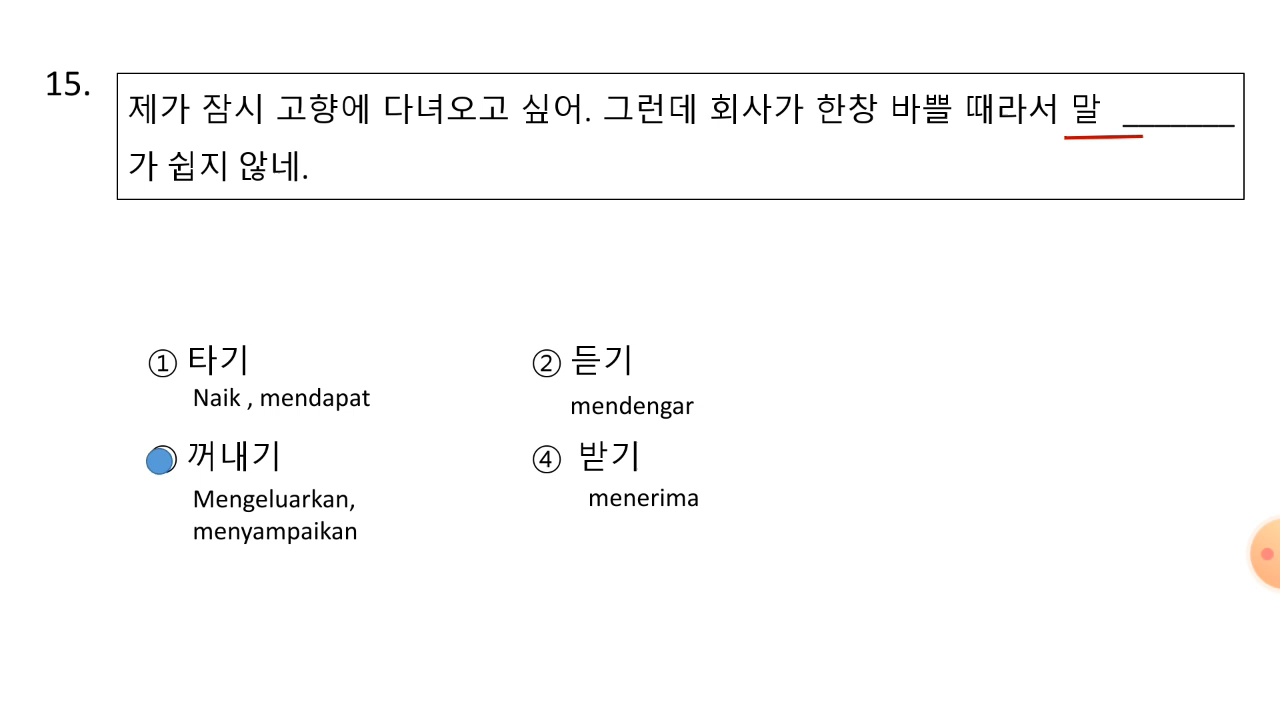 15.
제가 잠시 고향에 다녀오고 싶어. 그런데 회사가 한창 바쁠 때라서 말 _______
가 쉽지 않네.
① 타기
② 듣기
Naik , mendapat
mendengar
꺼내기
④ 받기
Mengeluarkan,
menerima
menyampaikan